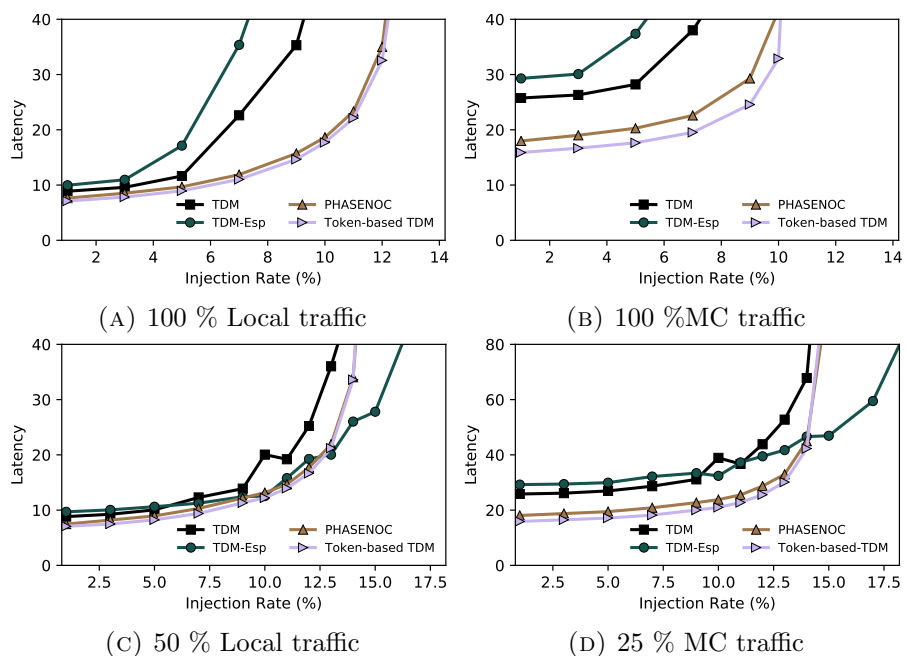 40
30
20
10
0
Latency
TDM
TDM-Esp
PHASENOC
Token-based TDM
2 4 6 8 10 12 14
Injection Rate (%)
(A) 100 % Local traffic
40
30
20
10
0
Latency
TDM
TDM-Esp
PHASENOC
Token-based TDM
2 4 6 8 10 12 14
Injection Rate (%)
(B) 100 %MC traffic
40
30
20
10
0
Latency
TDM
TDM-Esp
PHASENOC
Token-based TDM
2.5 5.0 7.5 10.0 12.5 15.0 17.5
Injection Rate (%)
(C) 50 % Local traffic
80
60
40
20
0
Latency
TDM
TDM-Esp
PHASENOC
Token-based-TDM
2.5 5.0 7.5 10.0 12.5 15.0 17.5
Injection Rate (%)
(D) 25 % MC traffic